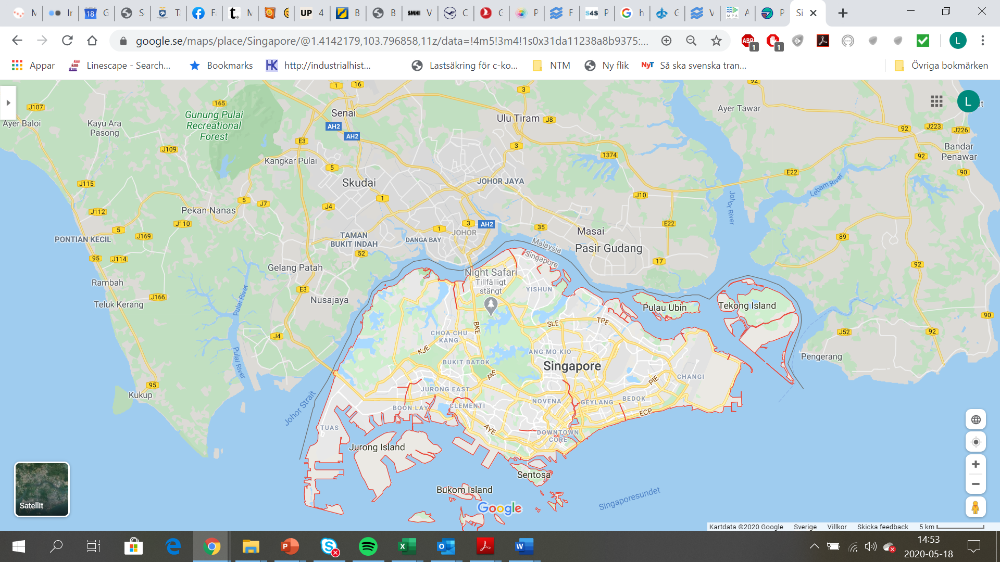 18
UP
4
SMHI
S4S
MPA
Si
google.se/maps/place/Singapore/@1.4142179,103.796858,11z/data=!4m5!3m4!1s0x31da11238a8b9375:...
ABP
1
1
L
Appar
Linescape - Search...
Bookmarks
HK
http://industrialhist...
Lastsäkring för c-ko...
NTM
Ny flik
NyT
Så ska svenska tran...
Övriga bokmärken
L
J107
Ayer Baloi
Kayu Ara
Pasong
165
Gunung Pulai
Recreational
Forest
J109
1
16
Senai
AH2
AH2
E3
Kangkar Pulai
5
3
Ulu Tiram
J8
3
1374
92
Ayer Tawar
92
J223
J226
Bandar
Penawar
92
90
E22
Lebam River
J115
Skudai
JOHOR JAYA
1
J10
Johor River
J112
5
J7
Pekan Nanas
J4
J110
5
J169
PONTIAN KECIL
95
J114
TAMAN
BUKIT INDAH
52
DANGA BAY
1
3
JOHOR
AH2
35
Masai
E22
Malaysia
Singapore
Pasir Gudang
17
89
92
Gelang Patah
Rambah
E3
J166
Teluk Kerang
Nusajaya
Pulai River
Night Safari
Tillfälligt
stängt
YISHUN
Pulau Ubin
Tekong Island
90
J52
92
Pengerang
J4
Pulai River
CHOA CHU
KANG
BKE
SLE
TPE
KJE
BUKIT BATOK
ANG MO KIO
Singapore
PIE
CHANGI
PIE
95
Kukup
Johor Strait
JURONG EAST
BOON LAY
CLEMENTI
NOVENA
GEYLANG
BEDOK
ECP
TUAS
AYE
DOWNTOWN
CORE
Jurong Island
Sentosa
Bukom Island
Singaporesundet
Google
Satellit
Kartdata ©2020 Google
Sverige
Villkor
Skicka feedback
5 km
14:53
2020-05-18